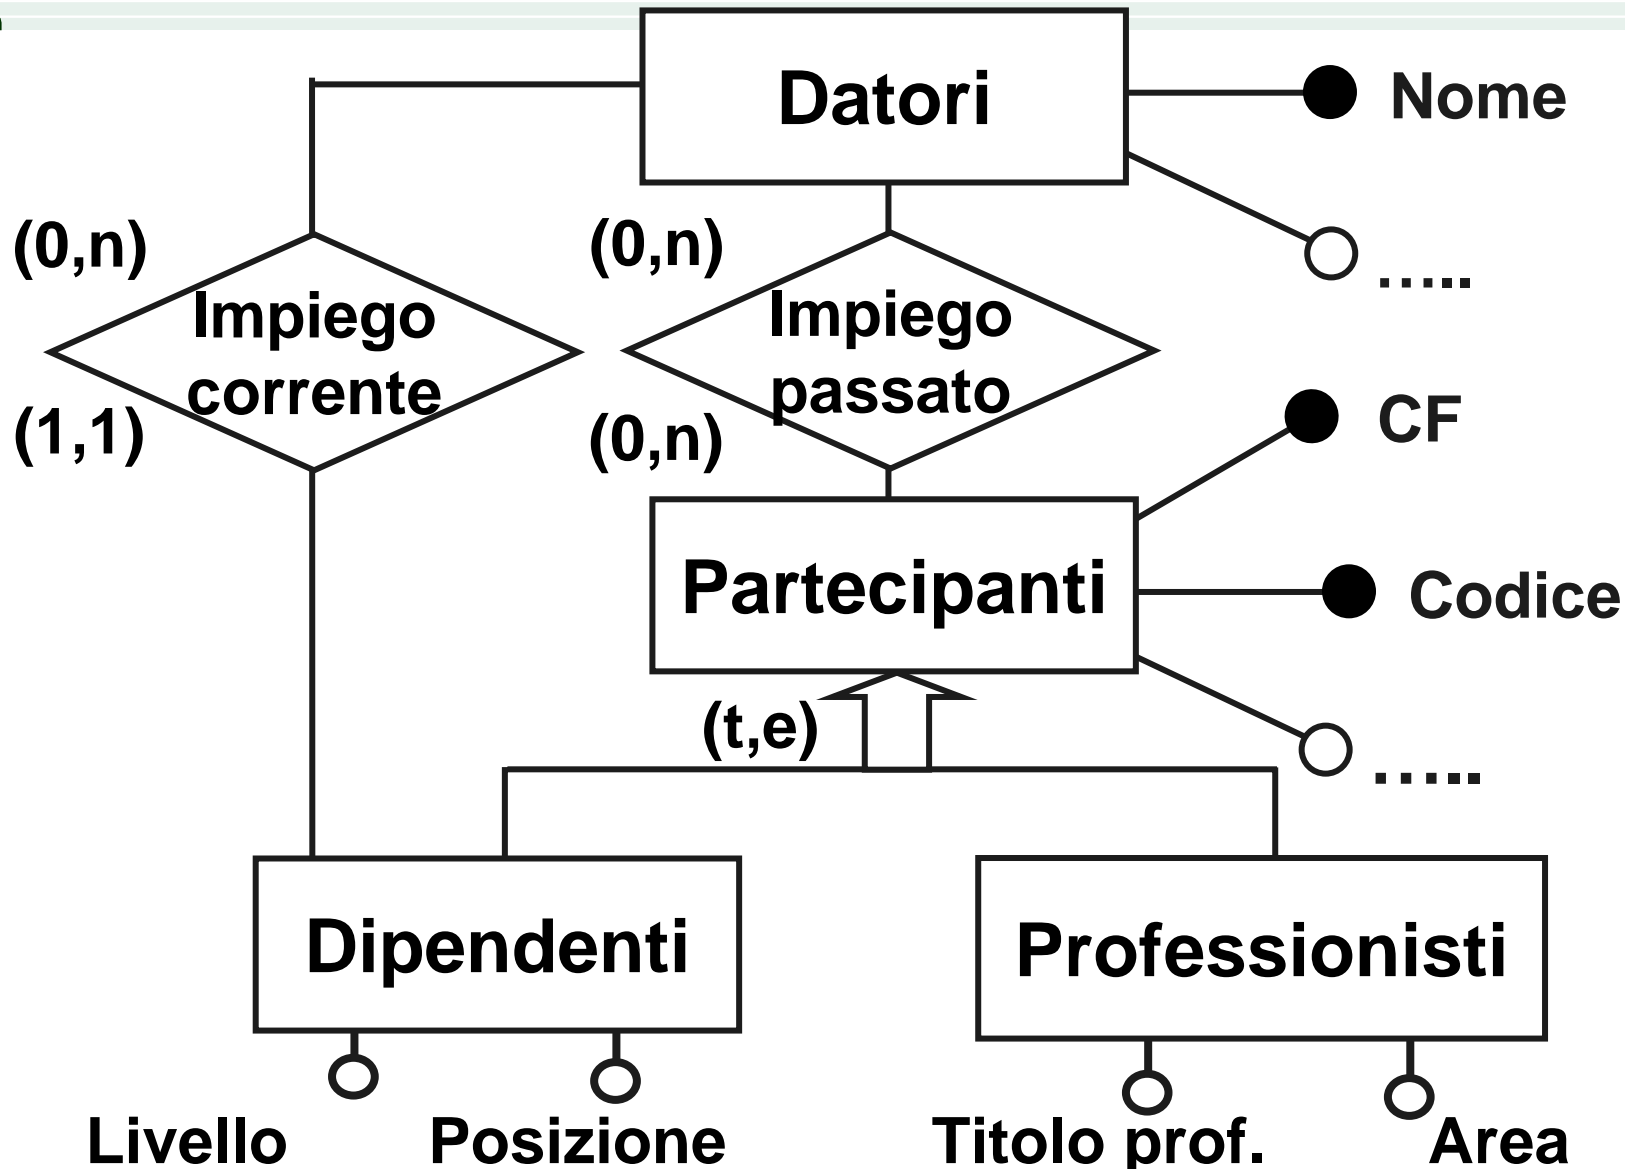 Datori
Nome
(0,n)
(0,n)
.....
Impiego
corrente
Impiego
passato
(1,1)
(0,n)
CF
Partecipanti
Codice
(t,e)
.....
Dipendenti
Professionisti
Livello
Posizione
Titolo prof.
Area